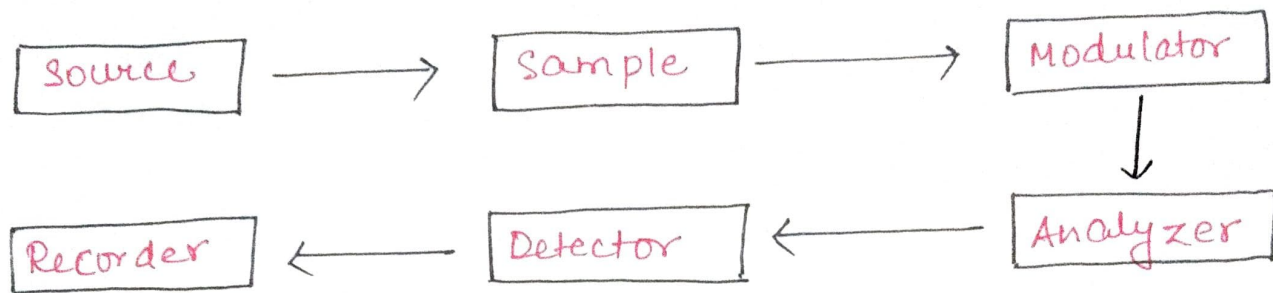 Source
Sample
Modulator
Recorder
Detector
Analyzer